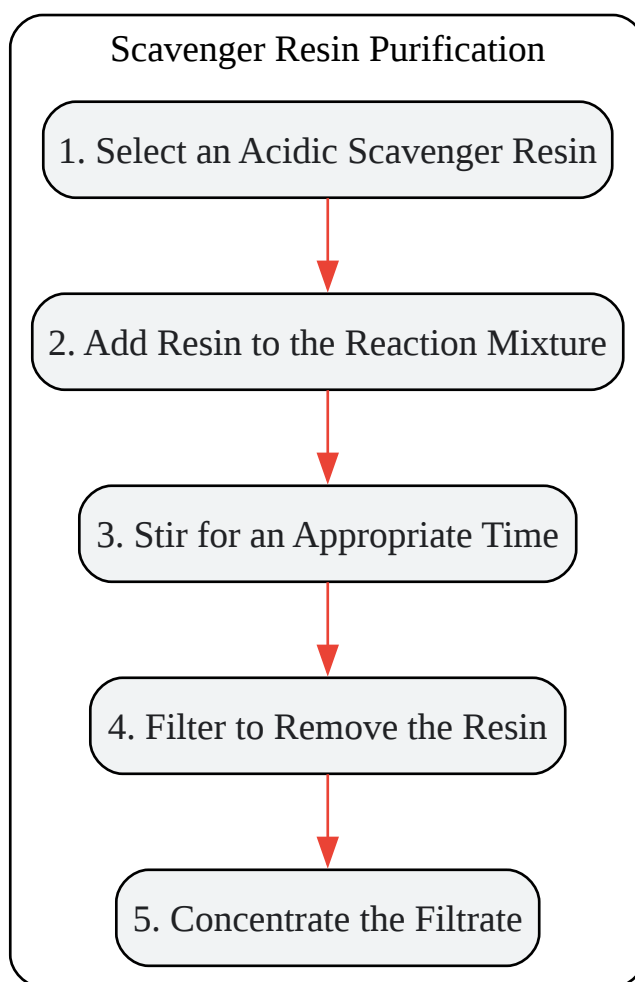 Scavenger Resin Purification
1. Select an Acidic Scavenger Resin
2. Add Resin to the Reaction Mixture
3. Stir for an Appropriate Time
4. Filter to Remove the Resin
5. Concentrate the Filtrate